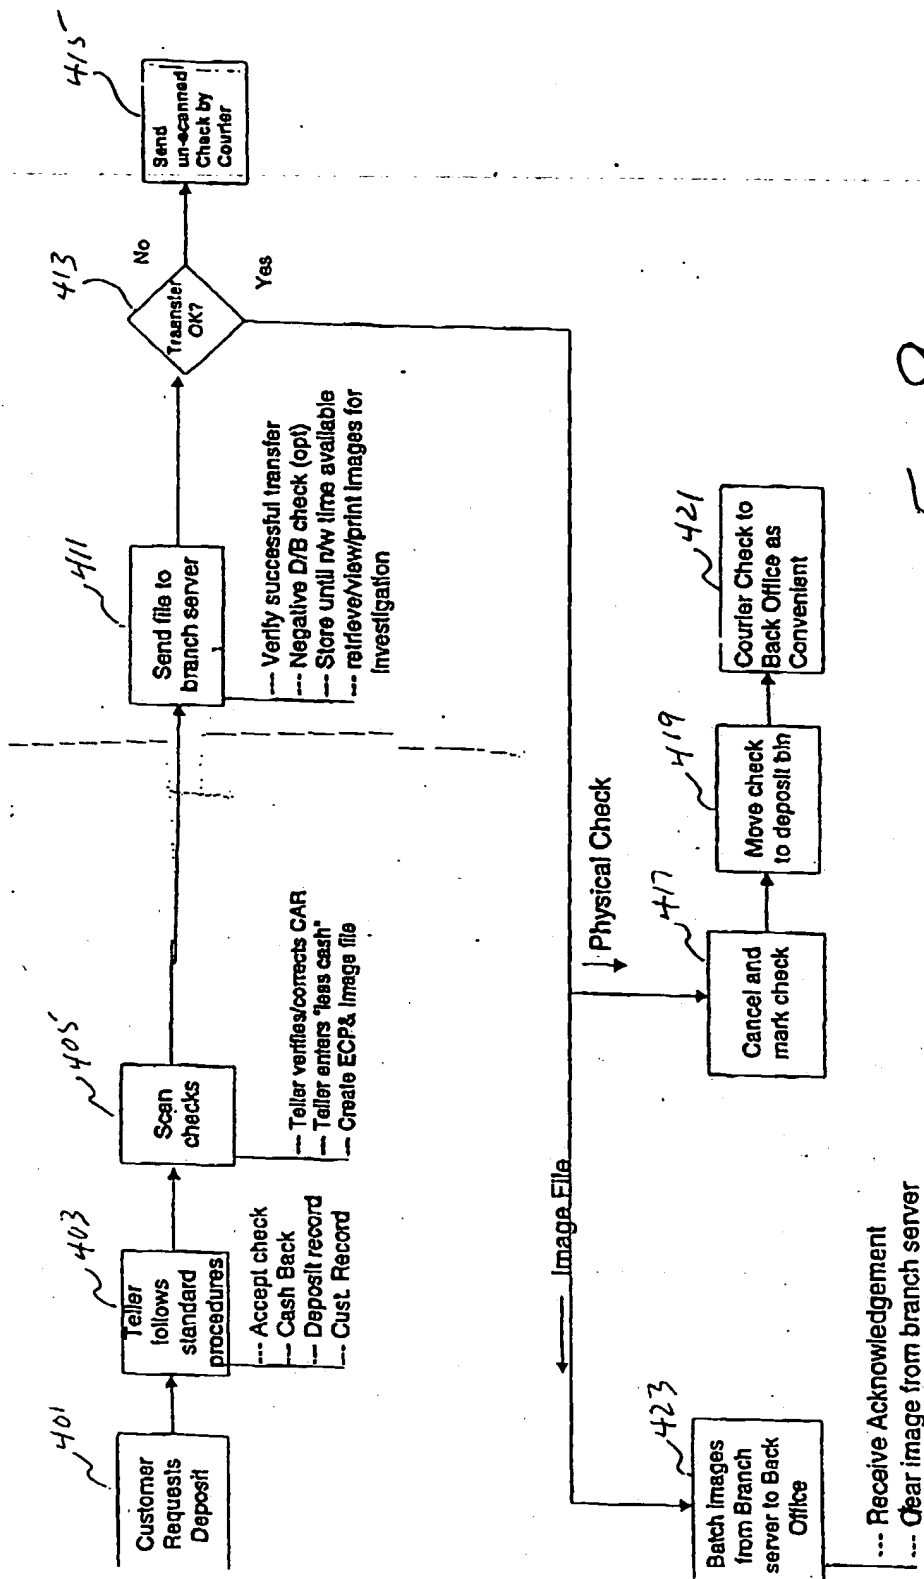 401
Customer
Requests
Deposit
403
Teller
follows
standard
procedures
--- Accept check
--- Cash Back
--- Deposit record
--- Cust. Record
405
Scan
checks
--- Teller verifies/corrects CAR
--- Teller enters "less cash"
--- Create ECP& Image file
411
Send file to
branch server
--- Verify successful transfer
--- Negative D/B check (opt)
--- Store until n/w time available
--- retrieve/view/print images for
investigation
413
Traanster
OK?
No
Yes
415
Send
un-scanned
Check by
Courier
Image File
Physical Check
417
Cancel and
mark check
419
Move check
to deposit bin
421
Courier Check to
Back Office as
Convenient
423
Batch Images
from Branch
server to Back
Office
--- Receive Acknowledgement
--- Clear image from branch server